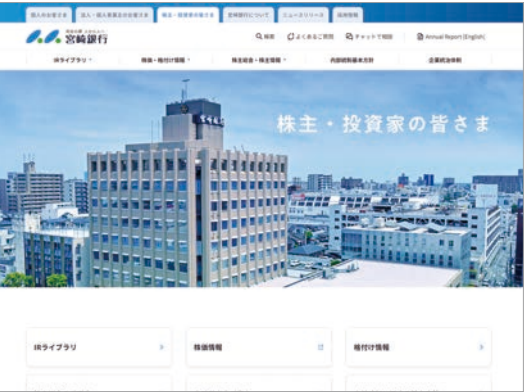 個人のお客さま
法人・個人事業主のお客さま
株主・投資家の皆さま
宮崎銀行について
ニュースリリース
採用情報
宮崎銀行
検索
よくあるご質問
チャットで相談
Annual Report (English)
IRライブラリ
株価・格付け情報
株主総会・株主情報
内部統制基本方針
企業統治体制
株主・投資家の皆さま
IRライブラリ
株価情報
格付け情報